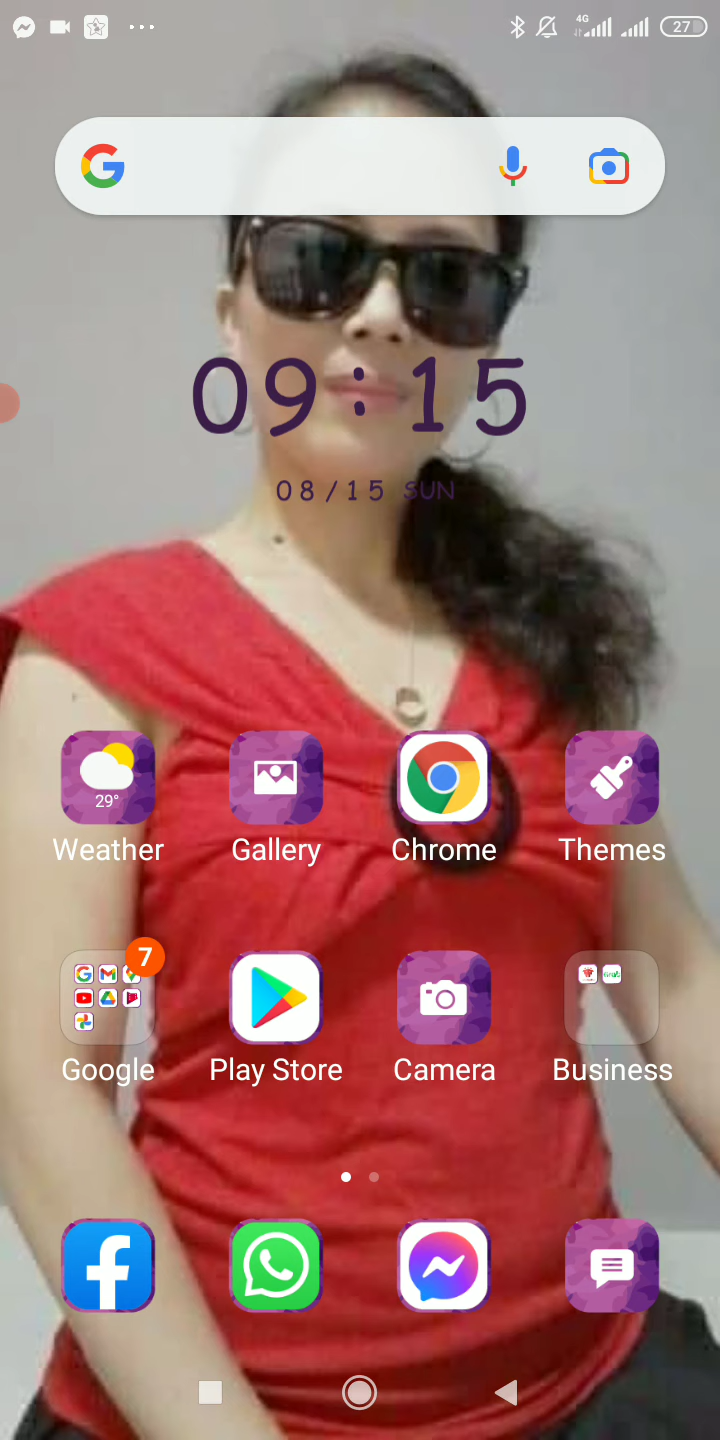 4G
27
09:15
08/15 SUN
29°
Weather
Gallery
Chrome
Themes
7
Google
Play Store
Camera
Business